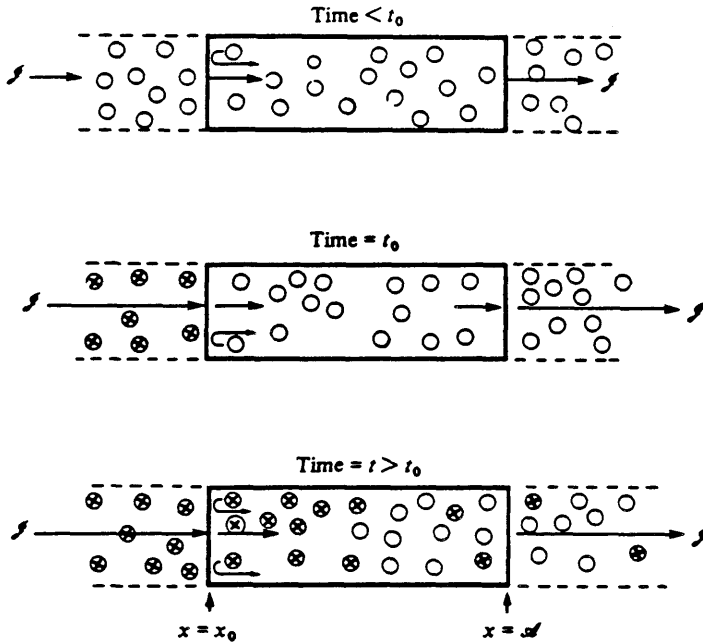 Time < t₀
𝒥 𝒥
Time = t₀
𝒥 𝒥
Time = t > t₀
𝒥 𝒥
x = x₀ x = 𝒜